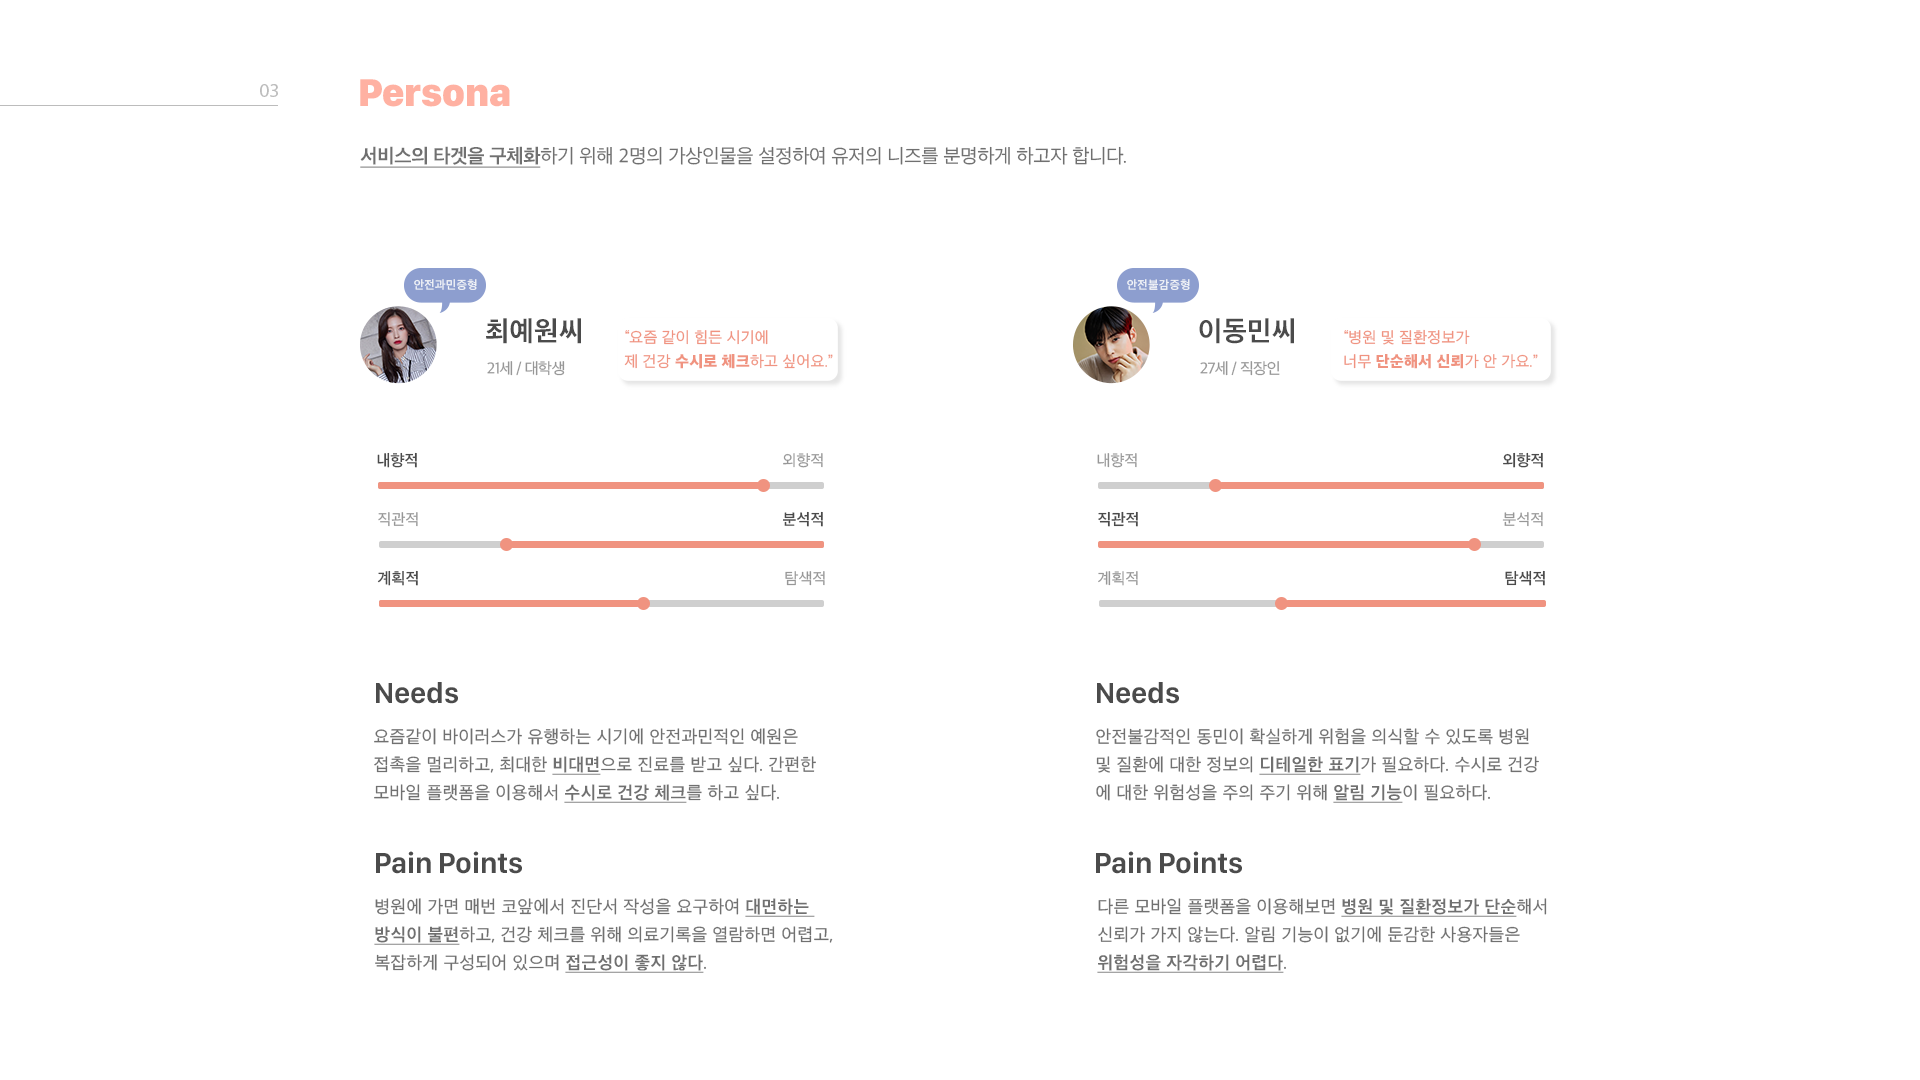 03
Persona
서비스의 타겟을 구체화하기 위해 2명의 가상인물을 설정하여 유저의 니즈를 분명하게 하고자 합니다.
안전과민증형
최예원씨
21세 / 대학생
“요즘 같이 힘든 시기에
제 건강 수시로 체크하고 싶어요.”
내향적 외향적
직관적 분석적
계획적 탐색적
Needs
요즘같이 바이러스가 유행하는 시기에 안전과민적인 예원은
접촉을 멀리하고, 최대한 비대면으로 진료를 받고 싶다. 간편한
모바일 플랫폼을 이용해서 수시로 건강 체크를 하고 싶다.
Pain Points
병원에 가면 매번 코앞에서 진단서 작성을 요구하여 대면하는
방식이 불편하고, 건강 체크를 위해 의료기록을 열람하면 어렵고,
복잡하게 구성되어 있으며 접근성이 좋지 않다.
안전불감증형
이동민씨
27세 / 직장인
“병원 및 질환정보가
너무 단순해서 신뢰가 안 가요.”
내향적 외향적
직관적 분석적
계획적 탐색적
Needs
안전불감적인 동민이 확실하게 위험을 의식할 수 있도록 병원
및 질환에 대한 정보의 디테일한 표기가 필요하다. 수시로 건강
에 대한 위험성을 주의 주기 위해 알림 기능이 필요하다.
Pain Points
다른 모바일 플랫폼을 이용해보면 병원 및 질환정보가 단순해서
신뢰가 가지 않는다. 알림 기능이 없기에 둔감한 사용자들은
위험성을 자각하기 어렵다.